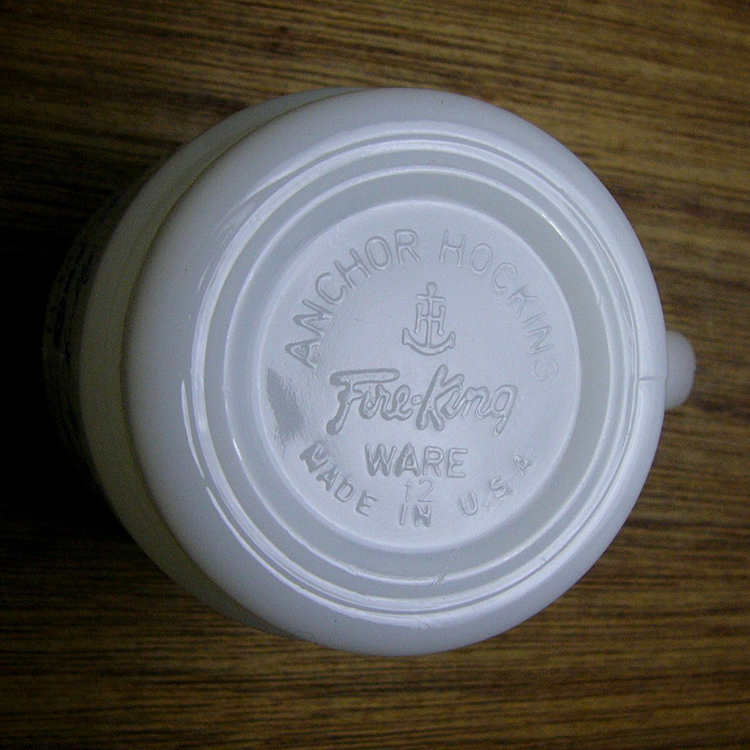 ANCHOR HOCKING
H
Fire-King
WARE
12
MADE IN U.S.A.